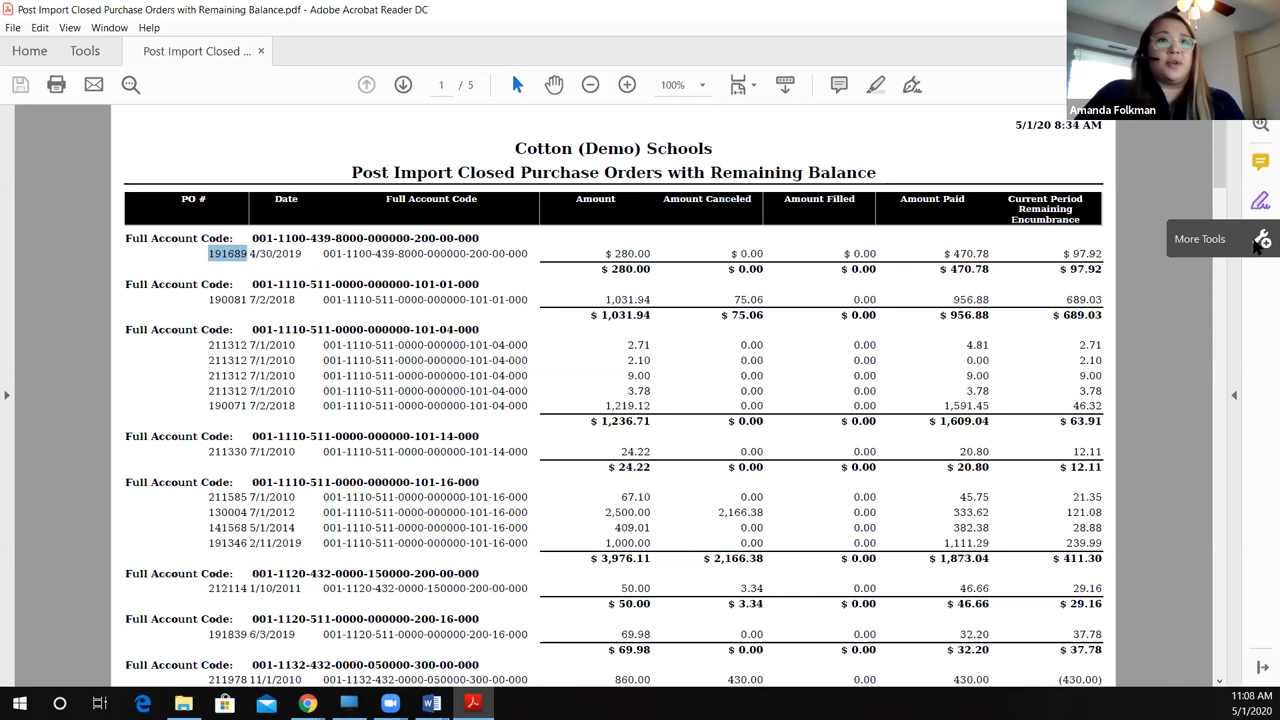 Post Import Closed Purchase Orders with Remaining Balance.pdf - Adobe Acrobat Reader DC
File Edit View Window Help
Home Tools Post Import Closed ... ×
1 / 5 100%
Amanda Folkman
5/1/20 8:34 AM
Cotton (Demo) Schools
Post Import Closed Purchase Orders with Remaining Balance
PO # Date Full Account Code Amount Amount Canceled Amount Filled Amount Paid Current Period
Remaining
Encumbrance
More Tools
Full Account Code: 001-1100-439-8000-000000-200-00-000
191689 4/30/2019 001-1100-439-8000-000000-200-00-000 $ 280.00 $ 0.00 $ 0.00 $ 470.78 $ 97.92
$ 280.00 $ 0.00 $ 0.00 $ 470.78 $ 97.92
Full Account Code: 001-1110-511-0000-000000-101-01-000
190081 7/2/2018 001-1110-511-0000-000000-101-01-000 1,031.94 75.06 0.00 956.88 689.03
$ 1,031.94 $ 75.06 $ 0.00 $ 956.88 $ 689.03
Full Account Code: 001-1110-511-0000-000000-101-04-000
211312 7/1/2010 001-1110-511-0000-000000-101-04-000 2.71 0.00 0.00 4.81 2.71
211312 7/1/2010 001-1110-511-0000-000000-101-04-000 2.10 0.00 0.00 0.00 2.10
211312 7/1/2010 001-1110-511-0000-000000-101-04-000 9.00 0.00 0.00 9.00 9.00
211312 7/1/2010 001-1110-511-0000-000000-101-04-000 3.78 0.00 0.00 3.78 3.78
190071 7/2/2018 001-1110-511-0000-000000-101-04-000 1,219.12 0.00 0.00 1,591.45 46.32
$ 1,236.71 $ 0.00 $ 0.00 $ 1,609.04 $ 63.91
Full Account Code: 001-1110-511-0000-000000-101-14-000
211330 7/1/2010 001-1110-511-0000-000000-101-14-000 24.22 0.00 0.00 20.80 12.11
$ 24.22 $ 0.00 $ 0.00 $ 20.80 $ 12.11
Full Account Code: 001-1110-511-0000-000000-101-16-000
211585 7/1/2010 001-1110-511-0000-000000-101-16-000 67.10 0.00 0.00 45.75 21.35
130004 7/1/2012 001-1110-511-0000-000000-101-16-000 2,500.00 2,166.38 0.00 333.62 121.08
141568 5/1/2014 001-1110-511-0000-000000-101-16-000 409.01 0.00 0.00 382.38 28.88
191346 2/11/2019 001-1110-511-0000-000000-101-16-000 1,000.00 0.00 0.00 1,111.29 239.99
$ 3,976.11 $ 2,166.38 $ 0.00 $ 1,873.04 $ 411.30
Full Account Code: 001-1120-432-0000-150000-200-00-000
212114 1/10/2011 001-1120-432-0000-150000-200-00-000 50.00 3.34 0.00 46.66 29.16
$ 50.00 $ 3.34 $ 0.00 $ 46.66 $ 29.16
Full Account Code: 001-1120-511-0000-000000-200-16-000
191839 6/3/2019 001-1120-511-0000-000000-200-16-000 69.98 0.00 0.00 32.20 37.78
$ 69.98 $ 0.00 $ 0.00 $ 32.20 $ 37.78
Full Account Code: 001-1132-432-0000-050000-300-00-000
211978 11/1/2010 001-1132-432-0000-050000-300-00-000 860.00 430.00 0.00 430.00 (430.00)
11:08 AM
5/1/2020